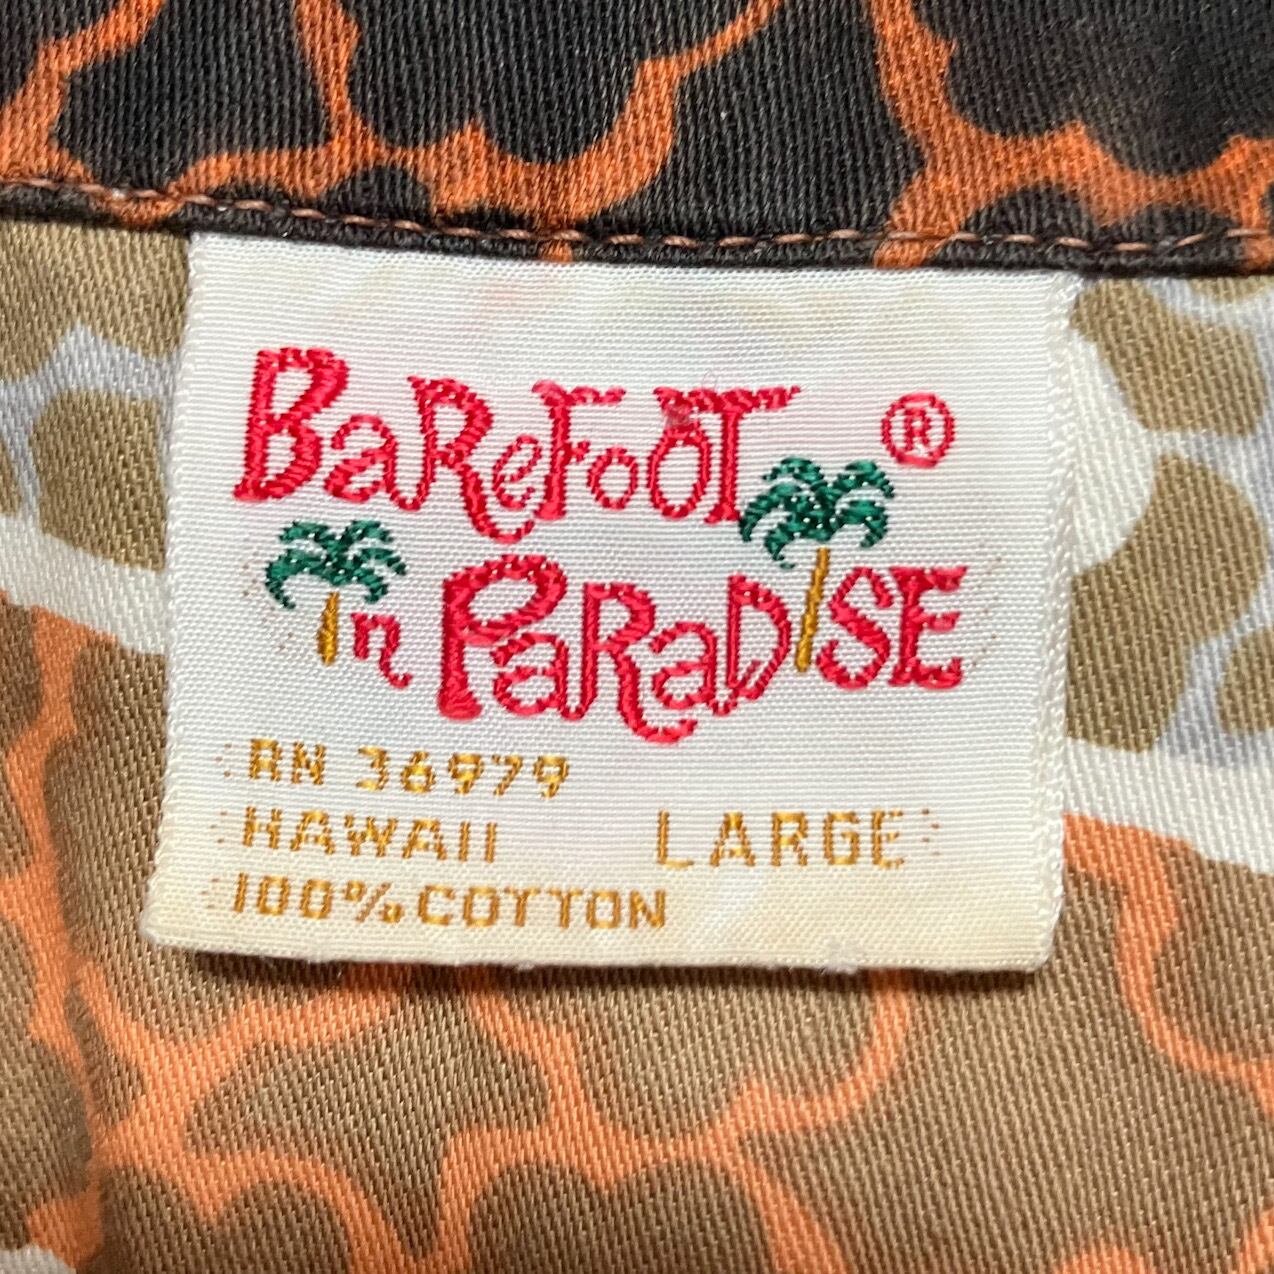 BaReFooT ®
in PaRaDISE
RN 36979
HAWAII LARGE
100% COTTON